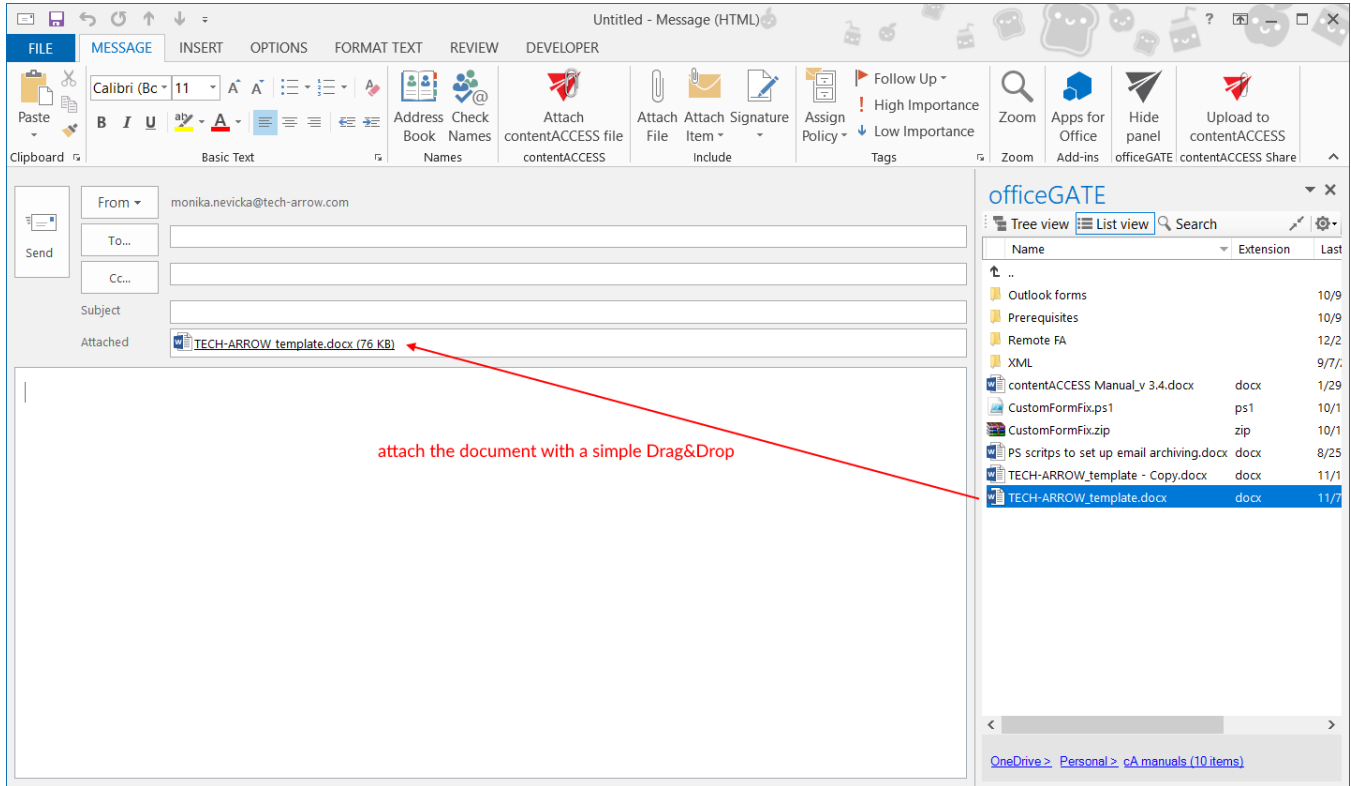 Untitled - Message (HTML)
?
FILE MESSAGE INSERT OPTIONS FORMAT TEXT REVIEW DEVELOPER
Paste
Clipboard
Calibri (Bc 11 A A
B I U aby A
Basic Text
Address Book
Check Names
Names
Attach contentACCESS file
contentACCESS
Attach File
Attach Item
Signature
Include
Assign Policy
Follow Up
High Importance
Low Importance
Tags
Zoom
Zoom
Apps for Office
Add-ins
Hide panel
officeGATE
Upload to contentACCESS
contentACCESS Share
Send
From monika.nevicka@tech-arrow.com
To...
Cc...
Subject
Attached TECH-ARROW_template.docx (76 KB)
attach the document with a simple Drag&Drop
officeGATE
Tree view List view Search
Name Extension Last
..
Outlook forms 10/9
Prerequisites 10/9
Remote FA 12/2
XML 9/7/
contentACCESS Manual_v 3.4.docx docx 1/29
CustomFormFix.ps1 ps1 10/1
CustomFormFix.zip zip 10/1
PS scritps to set up email archiving.docx docx 8/25
TECH-ARROW_template - Copy.docx docx 11/1
TECH-ARROW_template.docx docx 11/7
OneDrive > Personal > cA manuals (10 items)